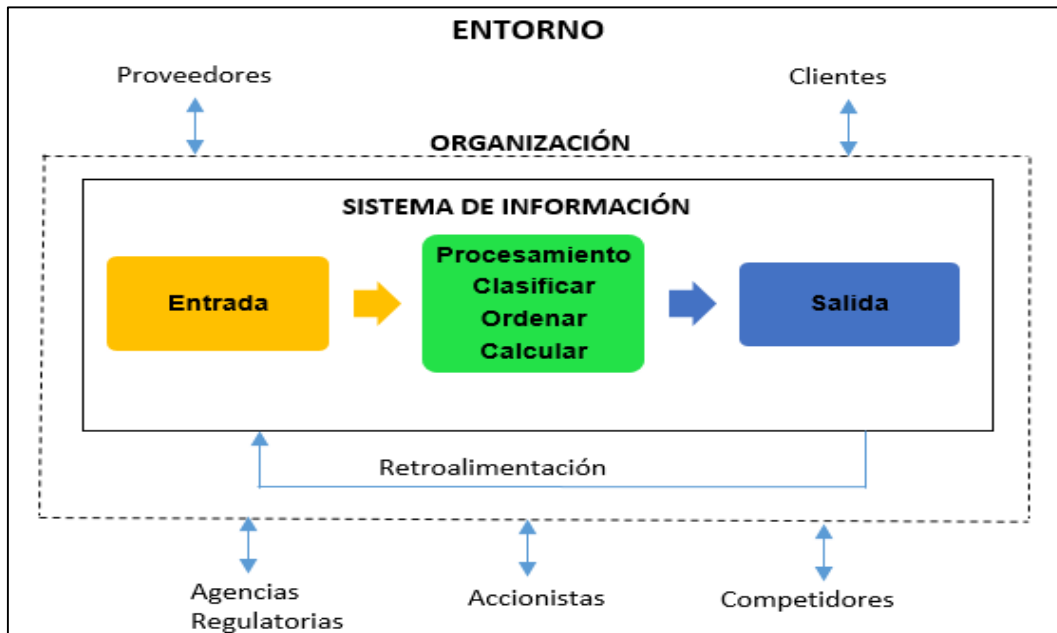 ENTORNO
Proveedores
Clientes
ORGANIZACIÓN
SISTEMA DE INFORMACIÓN
Entrada
Procesamiento
Clasificar
Ordenar
Calcular
Salida
Retroalimentación
Agencias
Regulatorias
Accionistas
Competidores